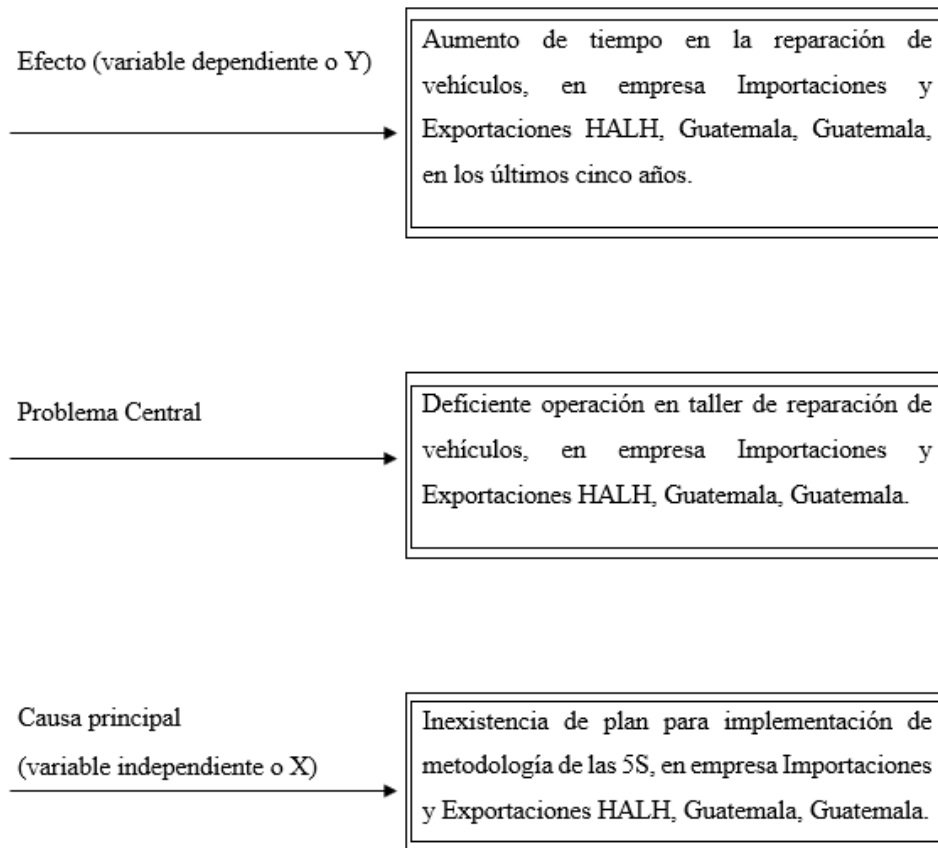 Efecto (variable dependiente o Y)
Aumento de tiempo en la reparación de
vehículos, en empresa Importaciones y
Exportaciones HALH, Guatemala, Guatemala,
en los últimos cinco años.
Problema Central
Deficiente operación en taller de reparación de
vehículos, en empresa Importaciones y
Exportaciones HALH, Guatemala, Guatemala.
Causa principal
(variable independiente o X)
Inexistencia de plan para implementación de
metodología de las 5S, en empresa Importaciones
y Exportaciones HALH, Guatemala, Guatemala.